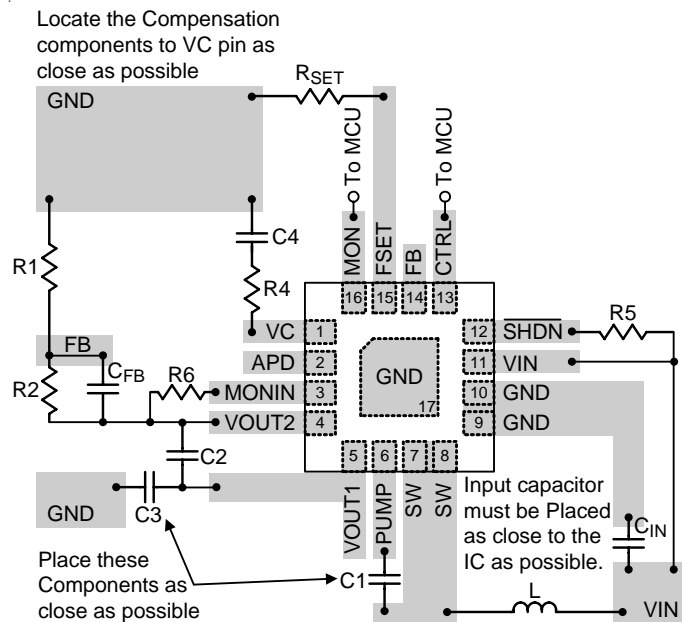 Locate the Compensation
components to VC pin as
close as possible
GND
RSET
To MCU
To MCU
MON
FSET
FB
CTRL
C4
R1
R4
16
15
14
13
VC
1
12
SHDN
R5
FB
APD
2
11
VIN
CFB
R6
GND
R2
MONIN
3
10
GND
17
VOUT2
4
9
GND
C2
5
6
7
8
GND
C3
VOUT1
PUMP
SW
SW
Input capacitor
must be Placed
as close to the
IC as possible.
CIN
Place these
Components as
close as possible
C1
L
VIN